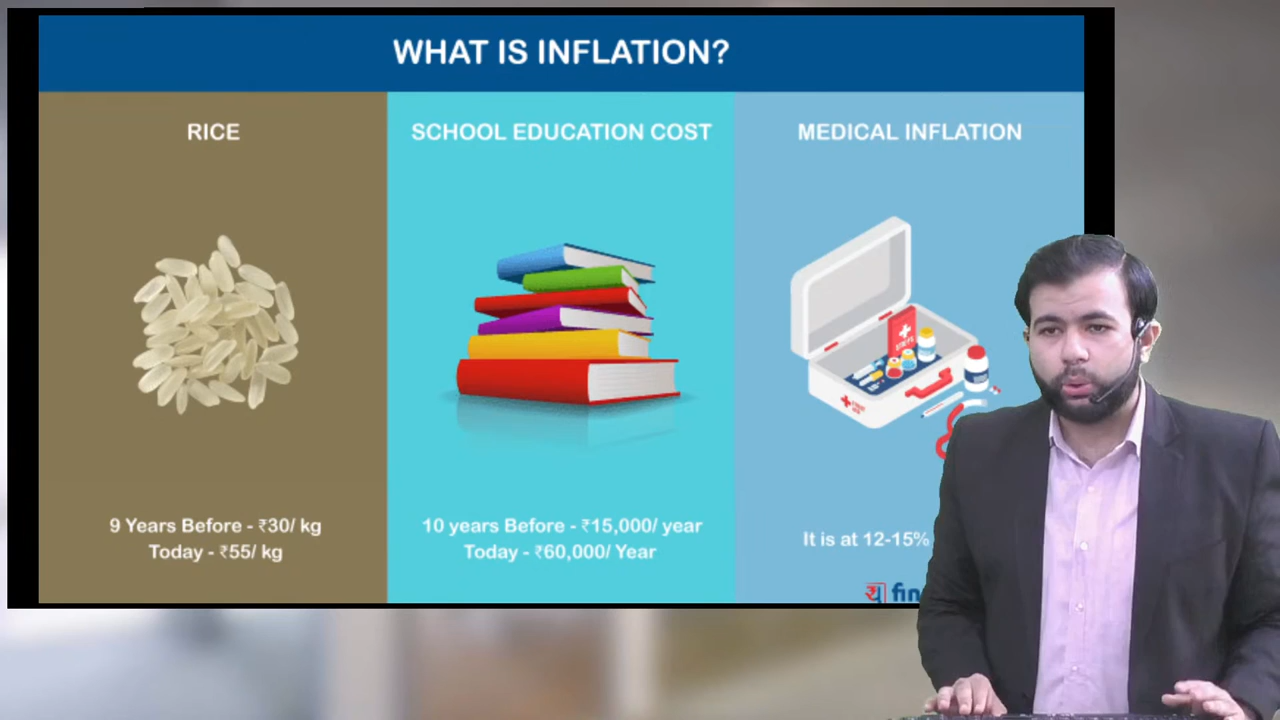 WHAT IS INFLATION?
RICE
9 Years Before - ₹30/ kg
Today - ₹55/ kg
SCHOOL EDUCATION COST
10 years Before - ₹15,000/ year
Today - ₹60,000/ Year
MEDICAL INFLATION
It is at 12-15%
fin